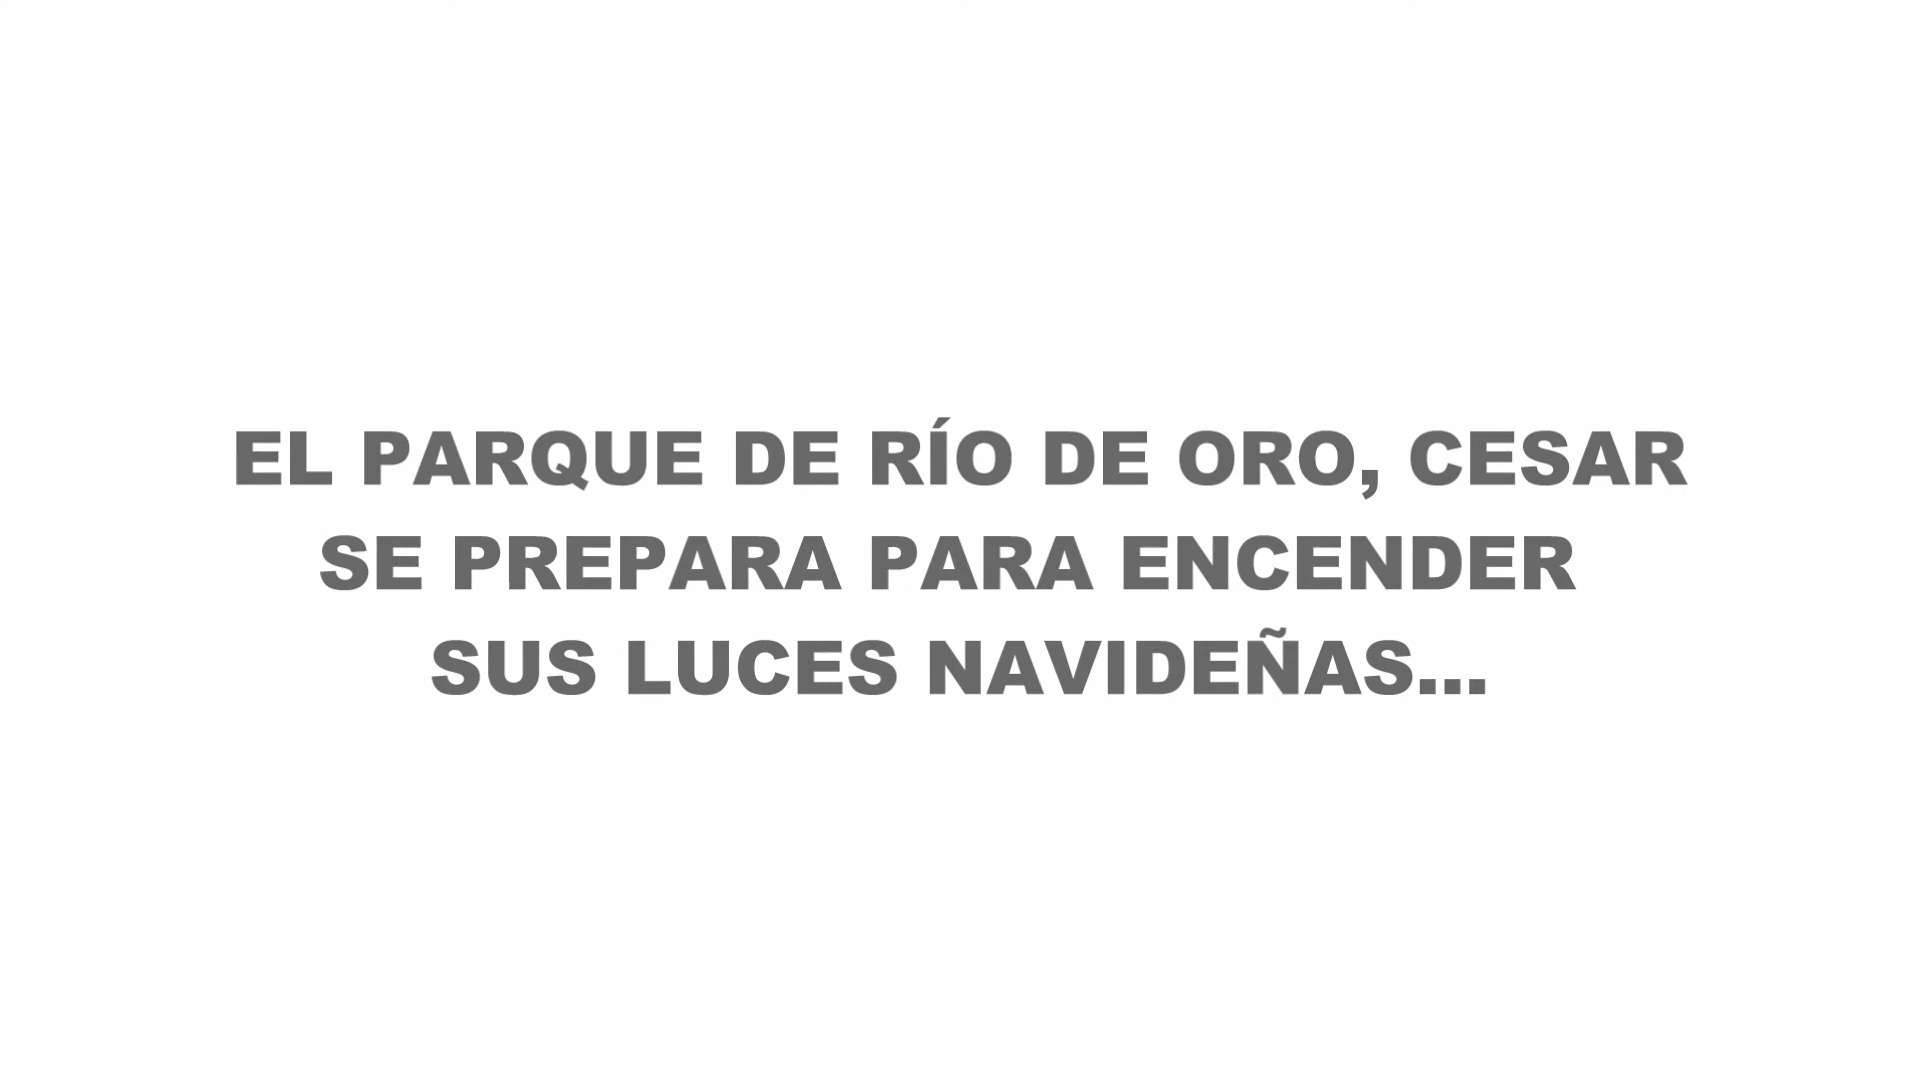 EL PARQUE DE RÍO DE ORO, CESAR
SE PREPARA PARA ENCENDER
SUS LUCES NAVIDEÑAS...